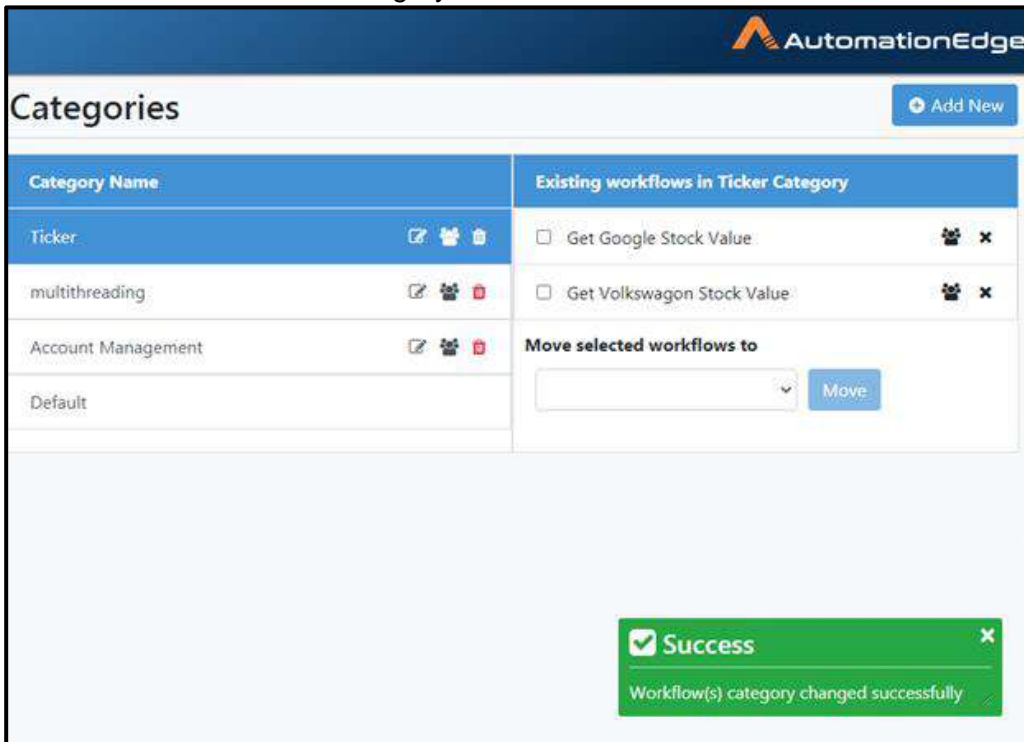 AutomationEdge
Categories
Add New
Category Name
Existing workflows in Ticker Category
Ticker
Get Google Stock Value
multithreading
Get Volkswagon Stock Value
Account Management
Move selected workflows to
Default
Move
Success
Workflow(s) category changed successfully